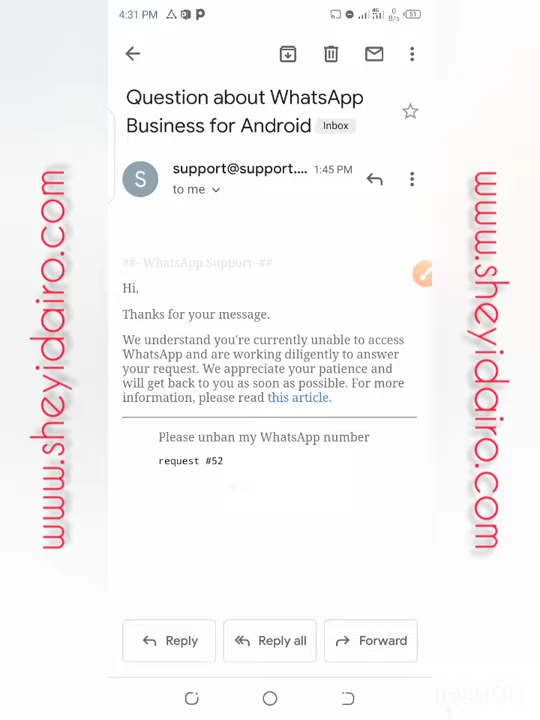 4:31 PM
4G
0
B/s
51
Question about WhatsApp
Business for Android Inbox
S
support@support.... 1:45 PM
to me
##- WhatsApp Support -##
Hi,
Thanks for your message.
We understand you're currently unable to access
WhatsApp and are working diligently to answer
your request. We appreciate your patience and
will get back to you as soon as possible. For more
information, please read this article.
Please unban my WhatsApp number
request #52
Reply
Reply all
Forward
www.sheyidairo.com
www.sheyidairo.com